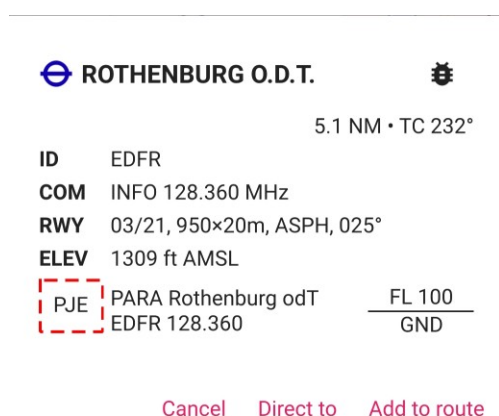 ROTHENBURG O.D.T.
5.1 NM • TC 232°
ID EDFR
COM INFO 128.360 MHz
RWY 03/21, 950×20m, ASPH, 025°
ELEV 1309 ft AMSL
PJE PARA Rothenburg odT FL 100
EDFR 128.360 GND
Cancel Direct to Add to route